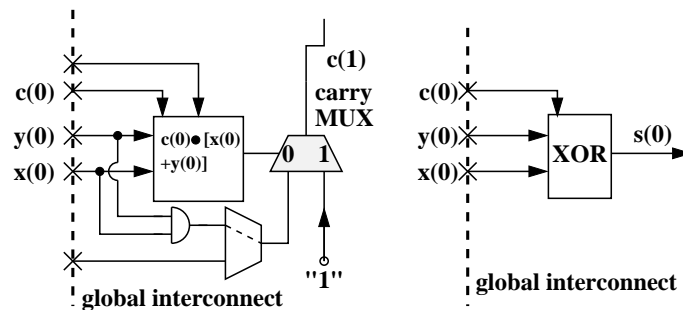 c(0)
y(0)
x(0)
c(0)●[x(0)
+y(0)]
0 1
c(1)
carry
MUX
"1"
global interconnect
c(0)
y(0)
x(0)
XOR
s(0)
global interconnect